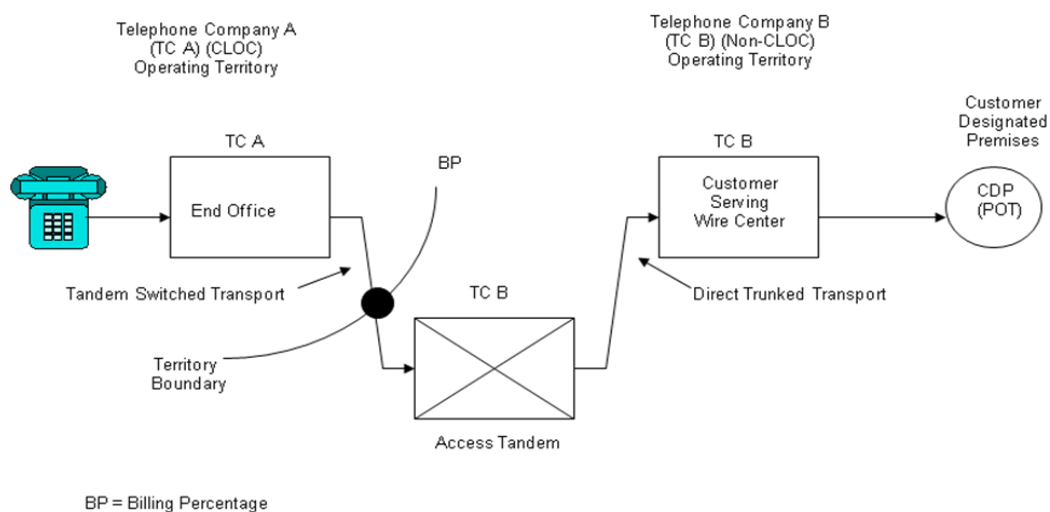 Telephone Company A
(TC A) (CLOC)
Operating Territory
Telephone Company B
(TC B) (Non-CLOC)
Operating Territory
Customer
Designated
Premises
TC A
BP
TC B
End Office
Customer
Serving
Wire Center
CDP
(POT)
Tandem Switched Transport
TC B
Direct Trunked Transport
Territory
Boundary
Access Tandem
BP = Billing Percentage